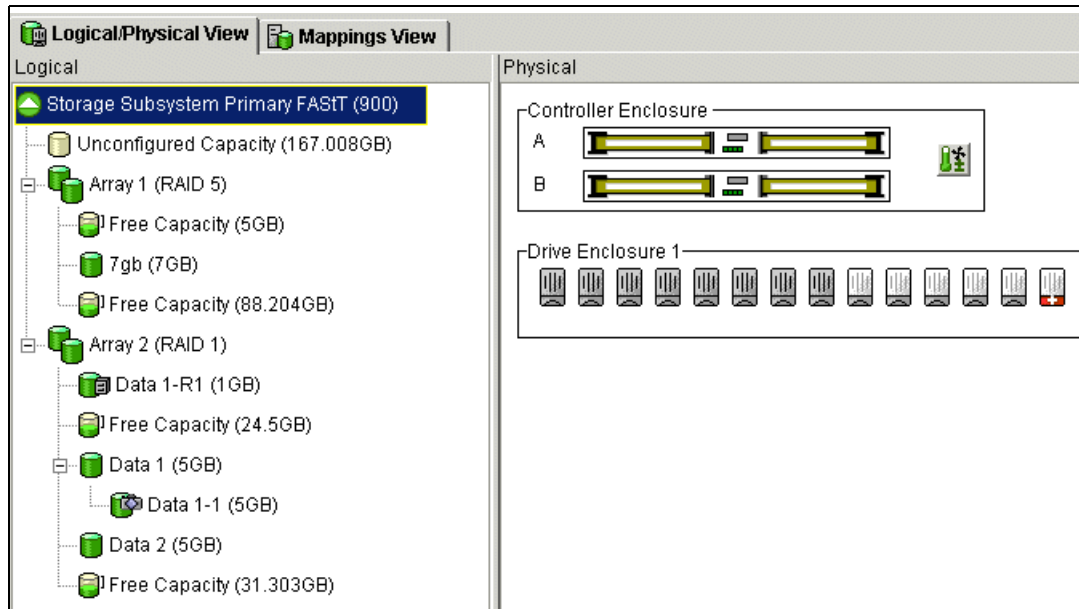 Logical/Physical View
Mappings View
Logical
Storage Subsystem Primary FAStT (900)
Unconfigured Capacity (167.008GB)
Array 1 (RAID 5)
Free Capacity (5GB)
7gb (7GB)
Free Capacity (88.204GB)
Array 2 (RAID 1)
Data 1-R1 (1GB)
Free Capacity (24.5GB)
Data 1 (5GB)
Data 1-1 (5GB)
Data 2 (5GB)
Free Capacity (31.303GB)
Physical
Controller Enclosure
A
B
Drive Enclosure 1